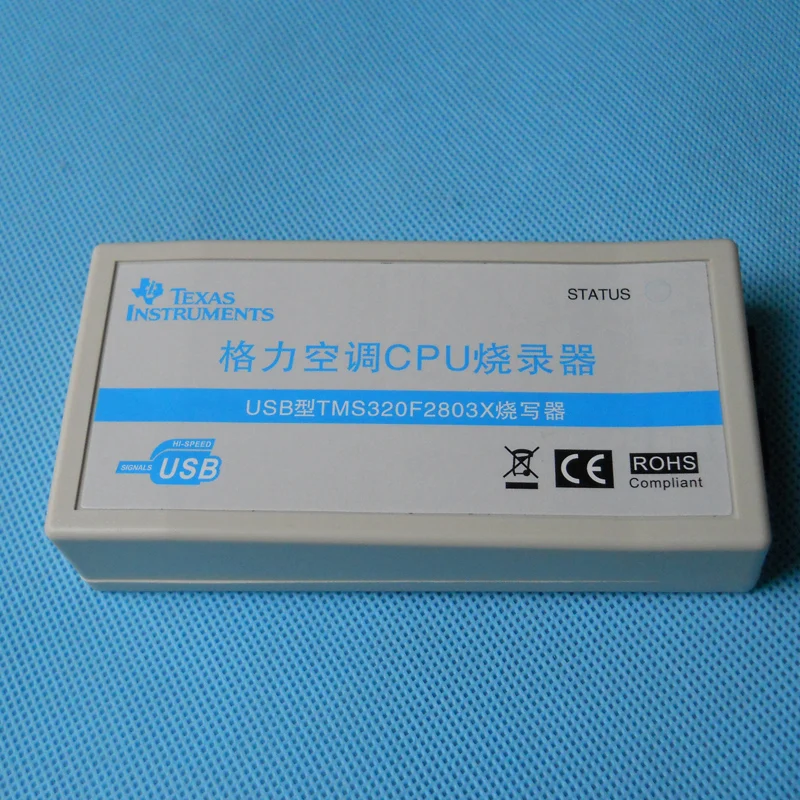 TEXAS
INSTRUMENTS
STATUS
格力空调CPU烧录器
USB型TMS320F2803X烧写器
HI-SPEED
SIGNALS USB
CE
ROHS
Compliant